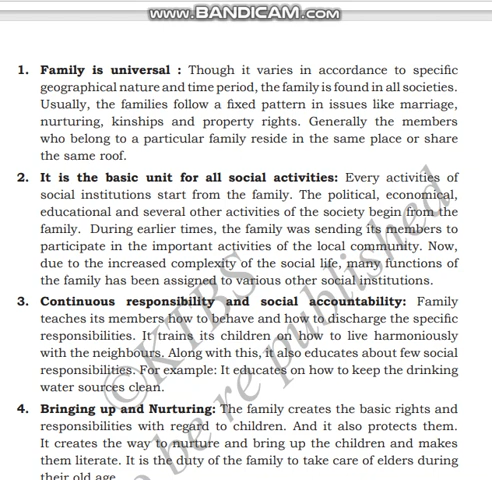 www.BANDICAM.com
1. Family is universal : Though it varies in accordance to specific
geographical nature and time period, the family is found in all societies.
Usually, the families follow a fixed pattern in issues like marriage,
nurturing, kinships and property rights. Generally the members
who belong to a particular family reside in the same place or share
the same roof.
2. It is the basic unit for all social activities: Every activities of
social institutions start from the family. The political, economical,
educational and several other activities of the society begin from the
family. During earlier times, the family was sending its members to
participate in the important activities of the local community. Now,
due to the increased complexity of the social life, many functions of
the family has been assigned to various other social institutions.
3. Continuous responsibility and social accountability: Family
teaches its members how to behave and how to discharge the specific
responsibilities. It trains its children on how to live harmoniously
with the neighbours. Along with this, it also educates about few social
responsibilities. For example: It educates on how to keep the drinking
water sources clean.
4. Bringing up and Nurturing: The family creates the basic rights and
responsibilities with regard to children. And it also protects them.
It creates the way to nurture and bring up the children and makes
them literate. It is the duty of the family to take care of elders during
their old age.
©KTBS
be re published